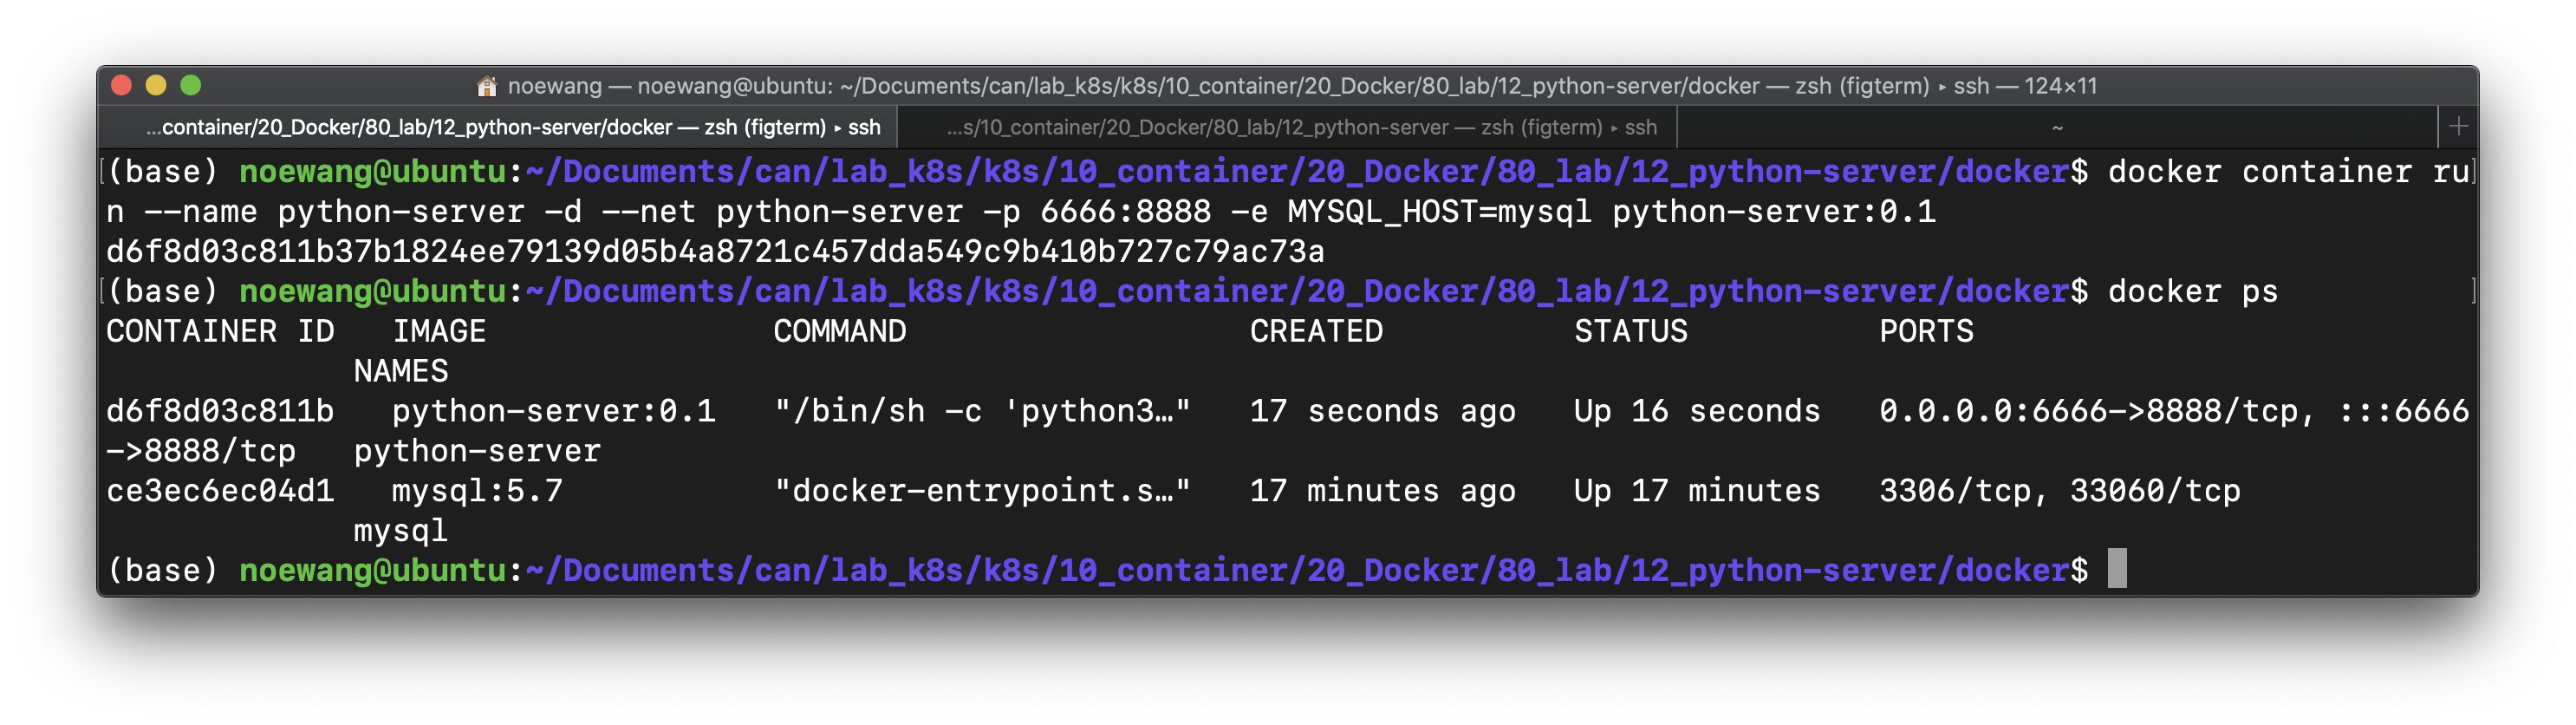 noewang — noewang@ubuntu: ~/Documents/can/lab_k8s/k8s/10_container/20_Docker/80_lab/12_python-server/docker — zsh (figterm) ▸ ssh — 124×11
...container/20_Docker/80_lab/12_python-server/docker — zsh (figterm) ▸ ssh
...s/10_container/20_Docker/80_lab/12_python-server — zsh (figterm) ▸ ssh
~
+
[(base) noewang@ubuntu:~/Documents/can/lab_k8s/k8s/10_container/20_Docker/80_lab/12_python-server/docker$ docker container ru]
n --name python-server -d --net python-server -p 6666:8888 -e MYSQL_HOST=mysql python-server:0.1
d6f8d03c811b37b1824ee79139d05b4a8721c457dda549c9b410b727c79ac73a
[(base) noewang@ubuntu:~/Documents/can/lab_k8s/k8s/10_container/20_Docker/80_lab/12_python-server/docker$ docker ps ]
CONTAINER ID   IMAGE               COMMAND                  CREATED          STATUS          PORTS
             NAMES
d6f8d03c811b   python-server:0.1   "/bin/sh -c 'python3…"   17 seconds ago   Up 16 seconds   0.0.0.0:6666->8888/tcp, :::6666
->8888/tcp   python-server
ce3ec6ec04d1   mysql:5.7           "docker-entrypoint.s…"   17 minutes ago   Up 17 minutes   3306/tcp, 33060/tcp
             mysql
(base) noewang@ubuntu:~/Documents/can/lab_k8s/k8s/10_container/20_Docker/80_lab/12_python-server/docker$